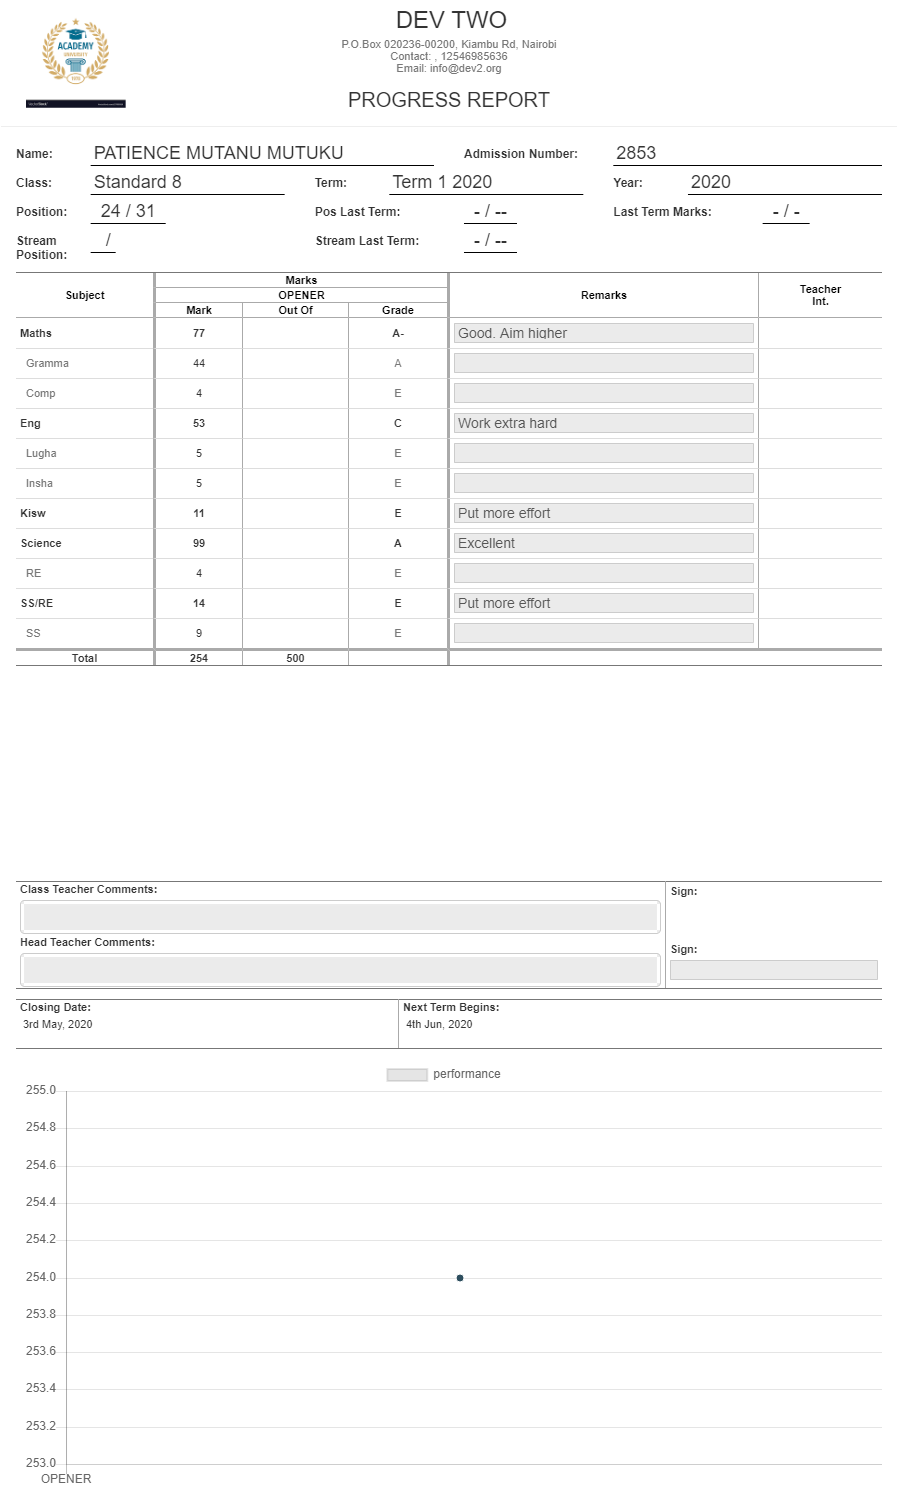 ACADEMY
UNIVERSITY
DEV TWO
P.O.Box 020236-00200, Kiambu Rd, Nairobi
Contact: , 12546985636
Email: info@dev2.org
PROGRESS REPORT
Name: PATIENCE MUTANU MUTUKU Admission Number: 2853
Class: Standard 8 Term: Term 1 2020 Year: 2020
Position: 24 / 31 Pos Last Term: - / -- Last Term Marks: - / -
Stream Position: / Stream Last Term: - / --
Subject Marks Remarks Teacher Int.
OPENER
Mark Out Of Grade
Maths 77 A- Good. Aim higher
Gramma 44 A
Comp 4 E
Eng 53 C Work extra hard
Lugha 5 E
Insha 5 E
Kisw 11 E Put more effort
Science 99 A Excellent
RE 4 E
SS/RE 14 E Put more effort
SS 9 E
Total 254 500
Class Teacher Comments: Sign:
Head Teacher Comments: Sign:
Closing Date: Next Term Begins:
3rd May, 2020 4th Jun, 2020
performance
255.0
254.8
254.6
254.4
254.2
254.0
253.8
253.6
253.4
253.2
253.0
OPENER